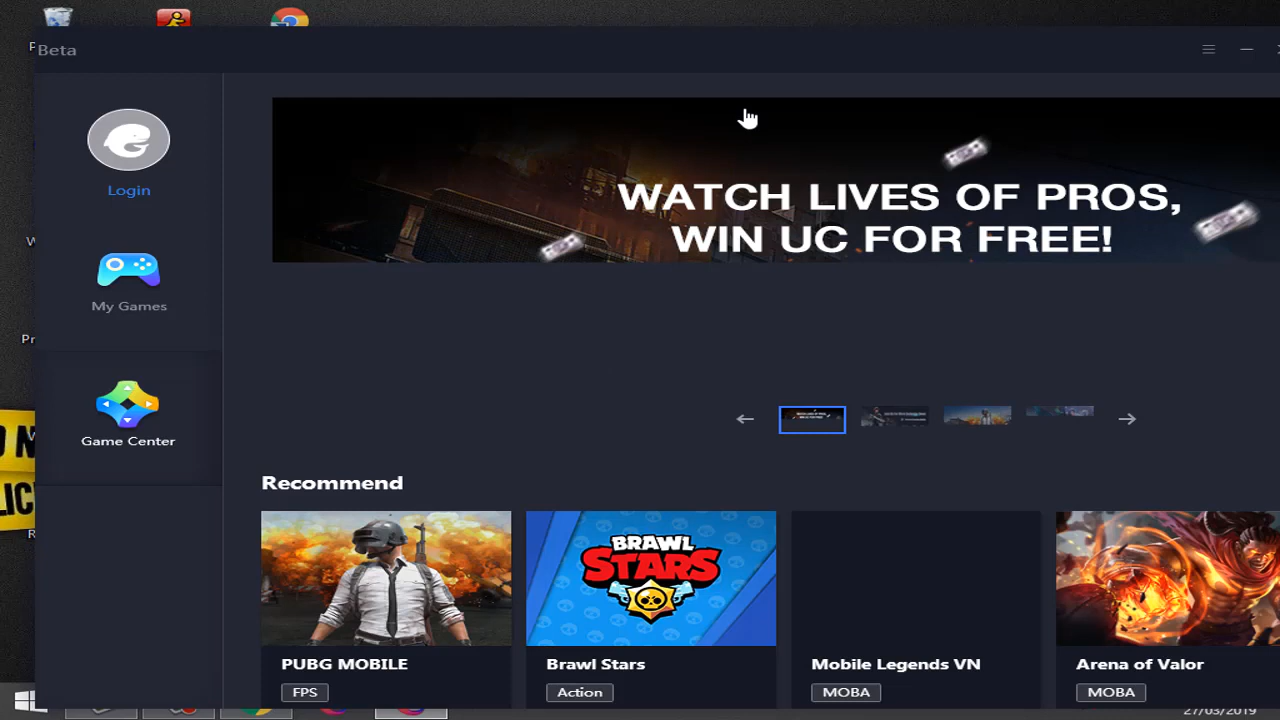 Beta
Login
My Games
Game Center
WATCH LIVES OF PROS,
WIN UC FOR FREE!
Recommend
BRAWL
STARS
PUBG MOBILE
Brawl Stars
Mobile Legends VN
Arena of Valor
FPS
Action
MOBA
MOBA
27/03/2019